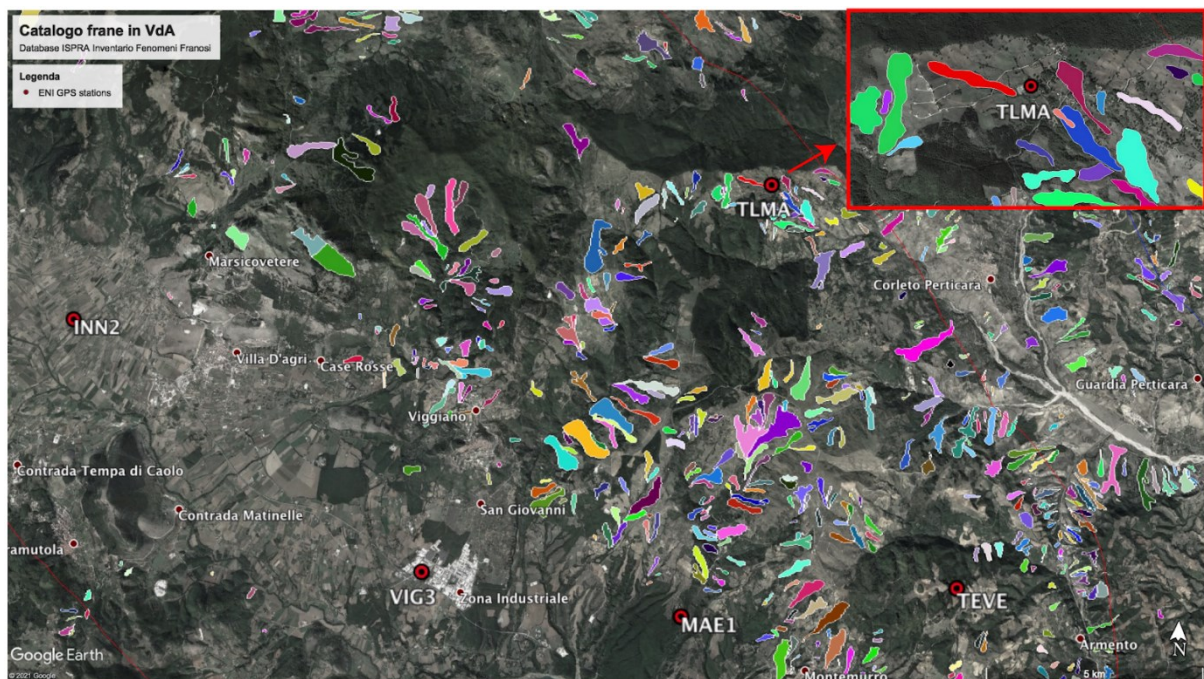 Catalogo frane in VdA
Database ISPRA Inventario Fenomeni Franosi
Legenda
ENI GPS stations
TLMA
TLMA
Marsicovetere
Corleto Perticara
INN2
Villa D'agri
Case Rosse
Guardia Perticara
Viggiano
Contrada Tempa di Caolo
San Giovanni
Contrada Matinelle
ramutola
VIG3
Zona Industriale
TEVE
MAE1
Armento
N
Google Earth
© 2021 Google
Montemurro
5 km